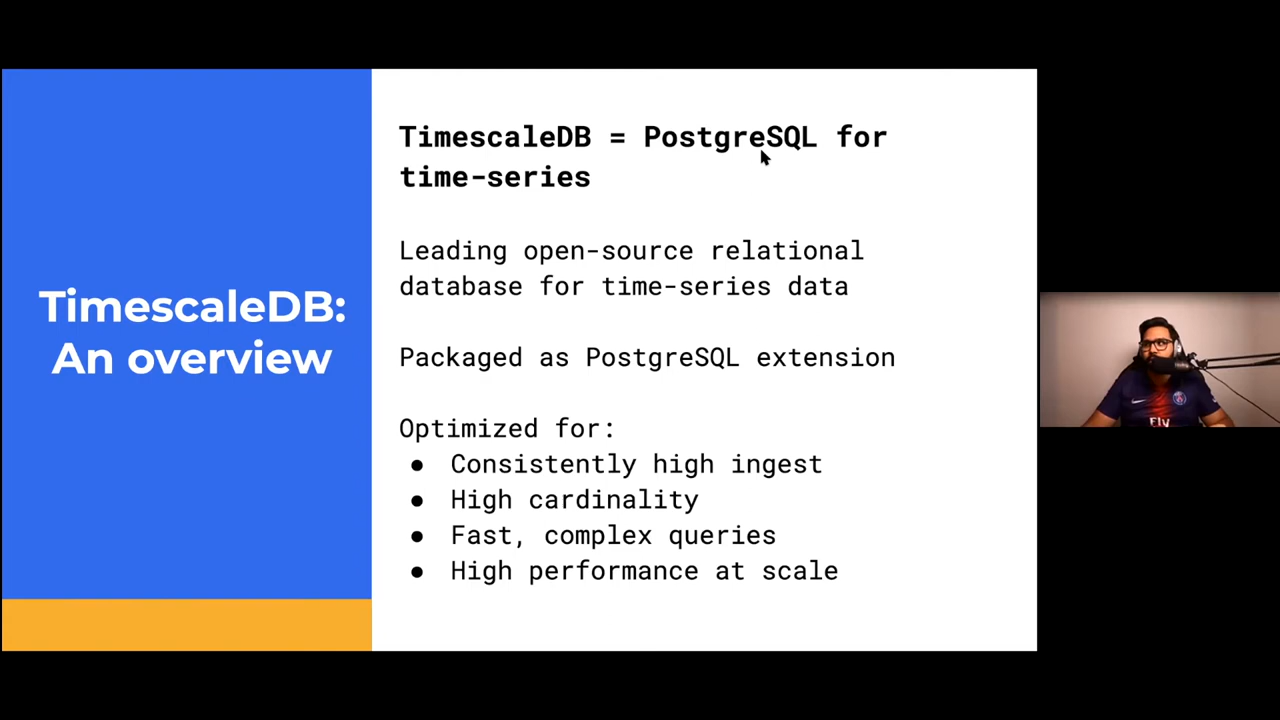 TimescaleDB:
An overview
TimescaleDB = PostgreSQL for
time-series
Leading open-source relational
database for time-series data
Packaged as PostgreSQL extension
Optimized for:
● Consistently high ingest
● High cardinality
● Fast, complex queries
● High performance at scale